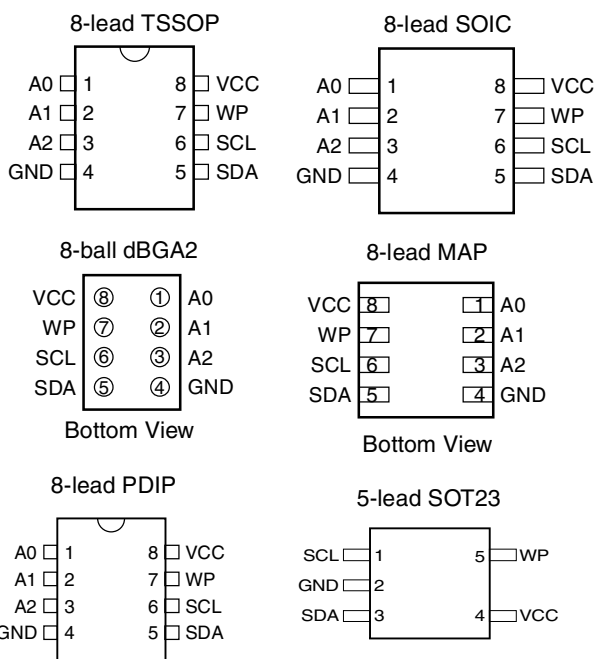 8-lead TSSOP
A0 1 8 VCC
A1 2 7 WP
A2 3 6 SCL
GND 4 5 SDA
8-lead SOIC
A0 1 8 VCC
A1 2 7 WP
A2 3 6 SCL
GND 4 5 SDA
8-ball dBGA2
VCC 8 1 A0
WP 7 2 A1
SCL 6 3 A2
SDA 5 4 GND
Bottom View
8-lead MAP
VCC 8 1 A0
WP 7 2 A1
SCL 6 3 A2
SDA 5 4 GND
Bottom View
8-lead PDIP
A0 1 8 VCC
A1 2 7 WP
A2 3 6 SCL
GND 4 5 SDA
5-lead SOT23
SCL 1 5 WP
GND 2
SDA 3 4 VCC